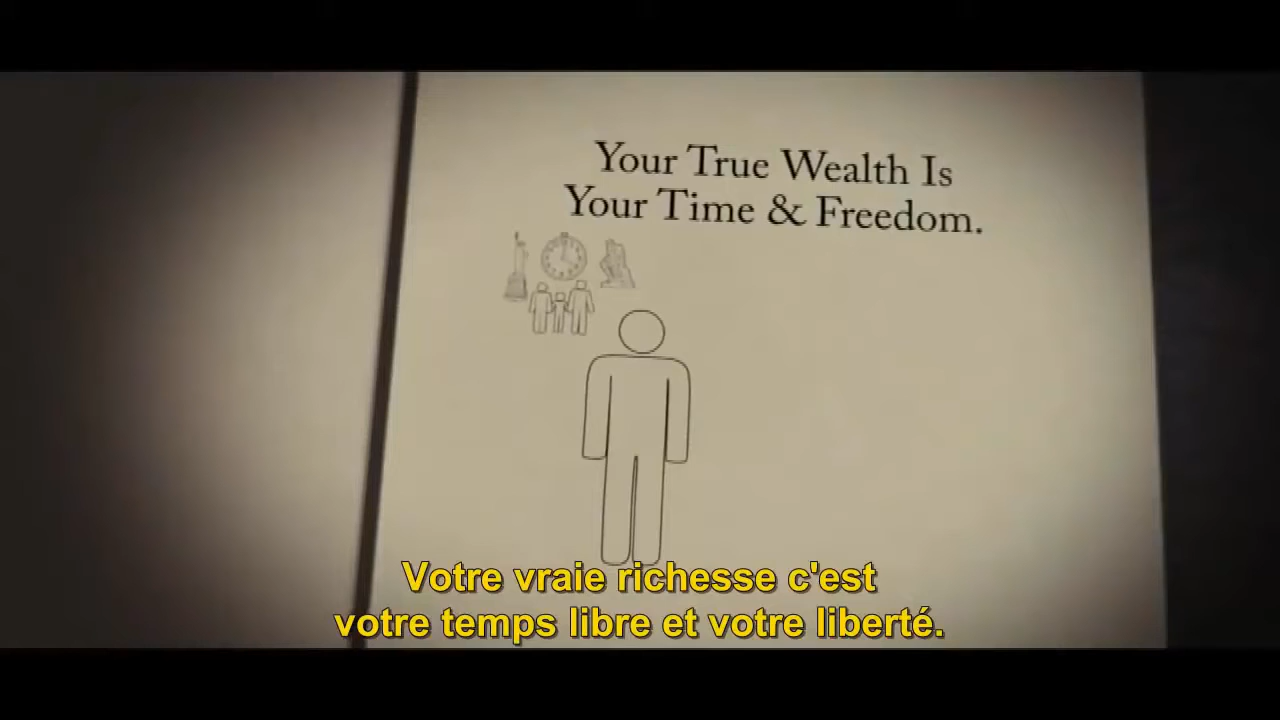 Your True Wealth Is
Your Time & Freedom.
Votre vraie richesse c'est
votre temps libre et votre liberté.